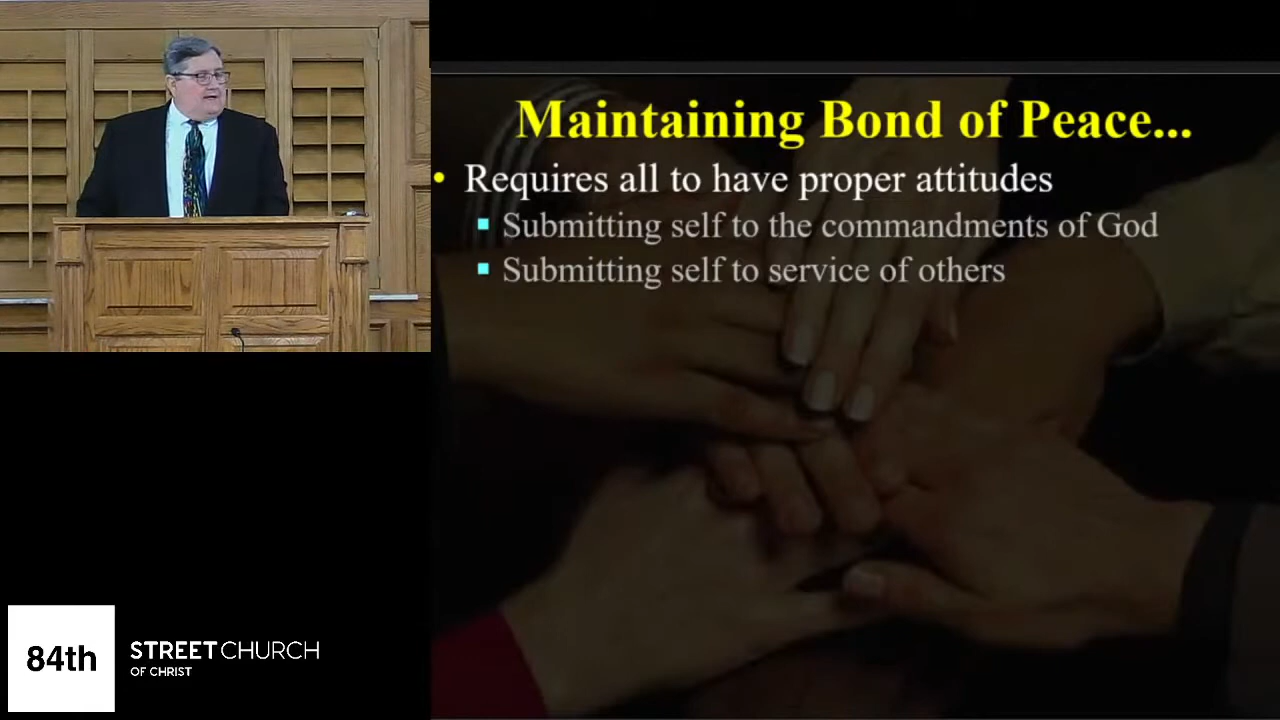 Maintaining Bond of Peace...
• Requires all to have proper attitudes
▪ Submitting self to the commandments of God
▪ Submitting self to service of others
84th
STREET CHURCH
OF CHRIST